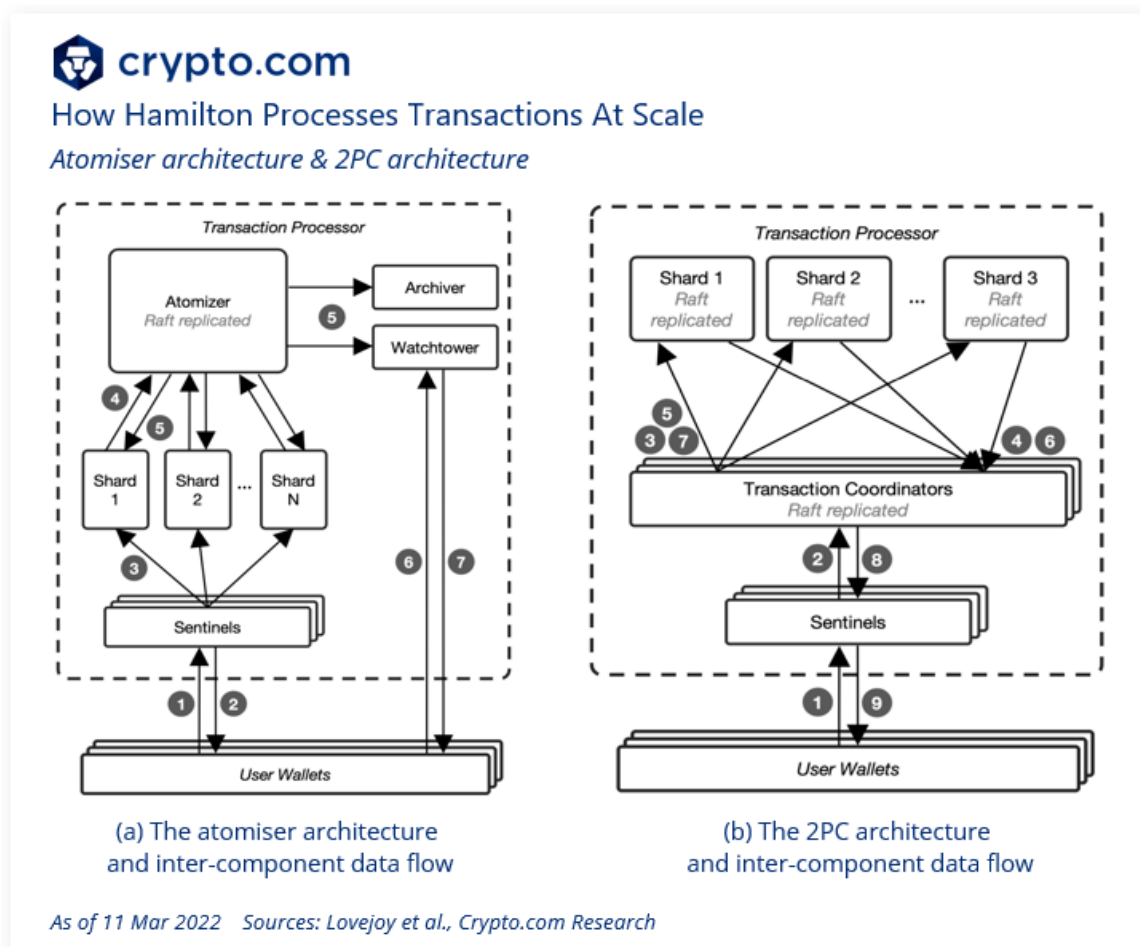 crypto.com
How Hamilton Processes Transactions At Scale
Atomiser architecture & 2PC architecture
Transaction Processor
Atomizer
Raft replicated
Archiver
5
Watchtower
4
5
Shard
1
Shard
2
...
Shard
N
3
6
7
Sentinels
1
2
User Wallets
(a) The atomiser architecture
and inter-component data flow
Transaction Processor
Shard 1
Raft
replicated
Shard 2
Raft
replicated
...
Shard 3
Raft
replicated
5
3
7
4
6
Transaction Coordinators
Raft replicated
2
8
Sentinels
1
9
User Wallets
(b) The 2PC architecture
and inter-component data flow
As of 11 Mar 2022 Sources: Lovejoy et al., Crypto.com Research